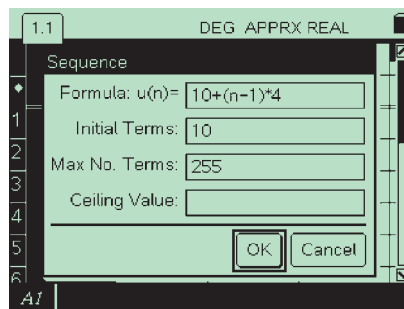 1.1 DEG APPRX REAL
Sequence
Formula: u(n)= 10+(n-1)*4
Initial Terms: 10
Max No. Terms: 255
Ceiling Value:
OK Cancel
1
2
3
4
5
6
A1